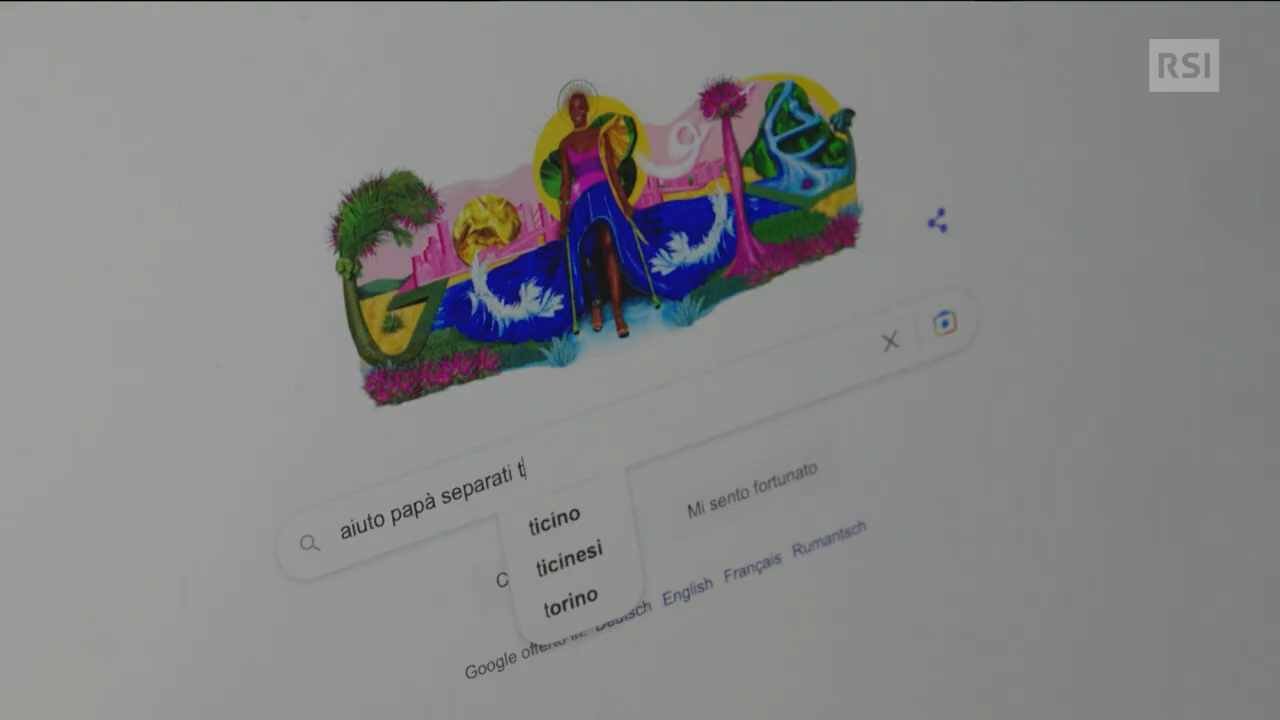 RSI
aiuto papà separati t
ticino
ticinesi
torino
Mi sento fortunato
C
Google offerto in: Deutsch English Français Rumantsch